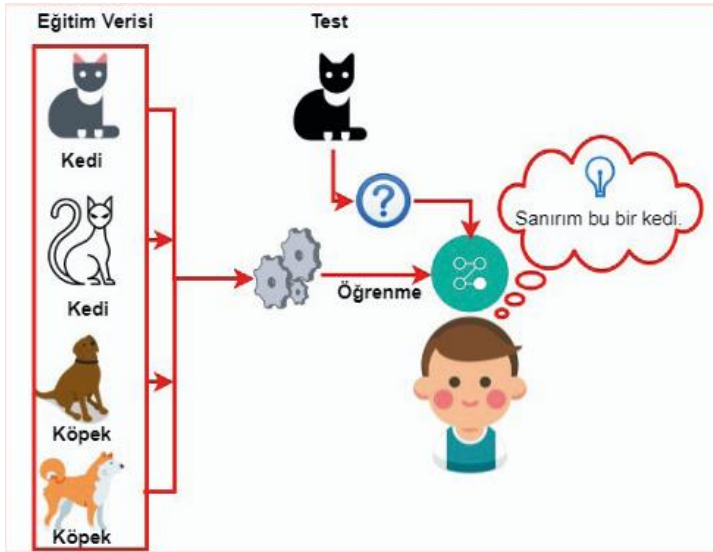 Eğitim Verisi
Test
Kedi
Kedi
Köpek
Köpek
?
Öğrenme
Sanırım bu bir kedi.